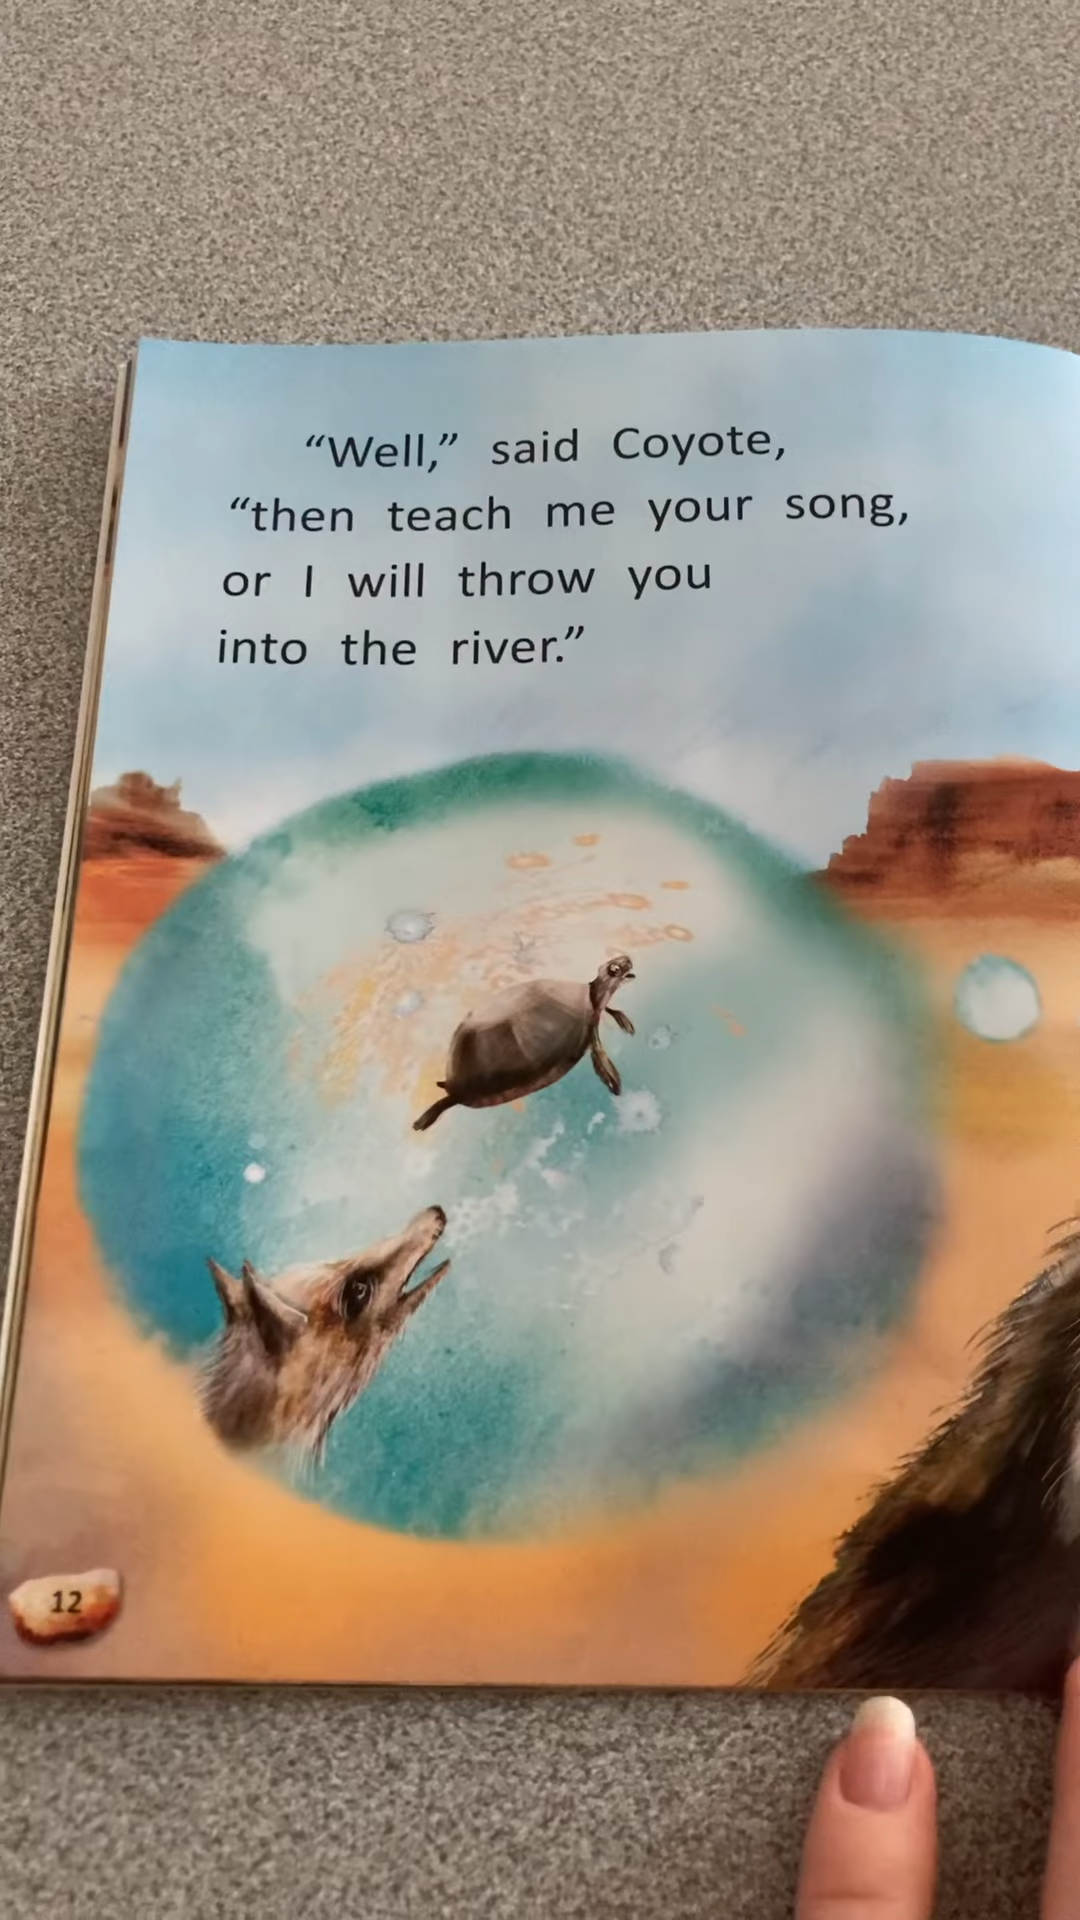 “Well,” said Coyote,
“then teach me your song,
or I will throw you
into the river.”
12